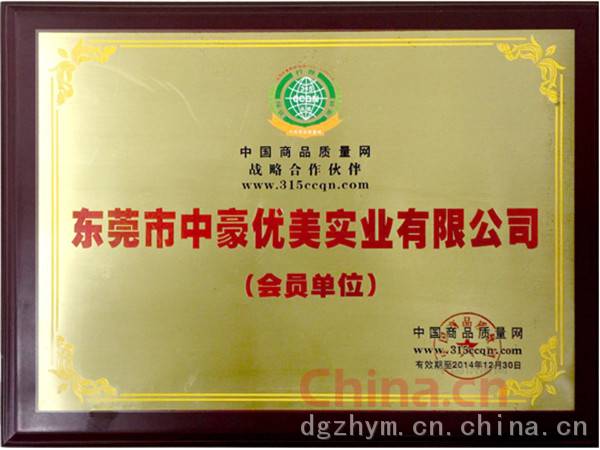 CCQN
中国商品质量网
战略合作伙伴
www.315ccqn.com
东莞市中豪优美实业有限公司
（会员单位）
中国商品质量网
www.315ccqn.com
有效期至2014年12月30日
China.cn
dgzhym.cn.china.cn